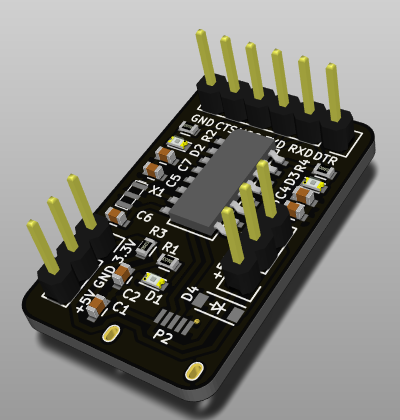 GND CTS
RXD DTR
R2
D2
C7
C5
R4
D3
C4
X1
C6
R3
R1
3.3V
GND
+5V
C2
C1
D1
D4
P2